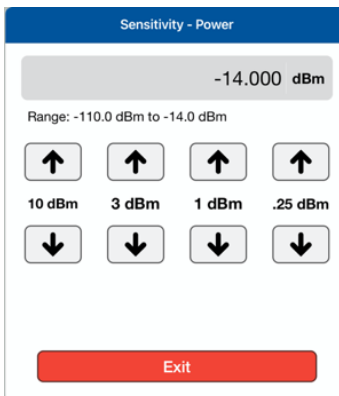 Sensitivity - Power
-14.000 dBm
Range: -110.0 dBm to -14.0 dBm
10 dBm 3 dBm 1 dBm .25 dBm
Exit